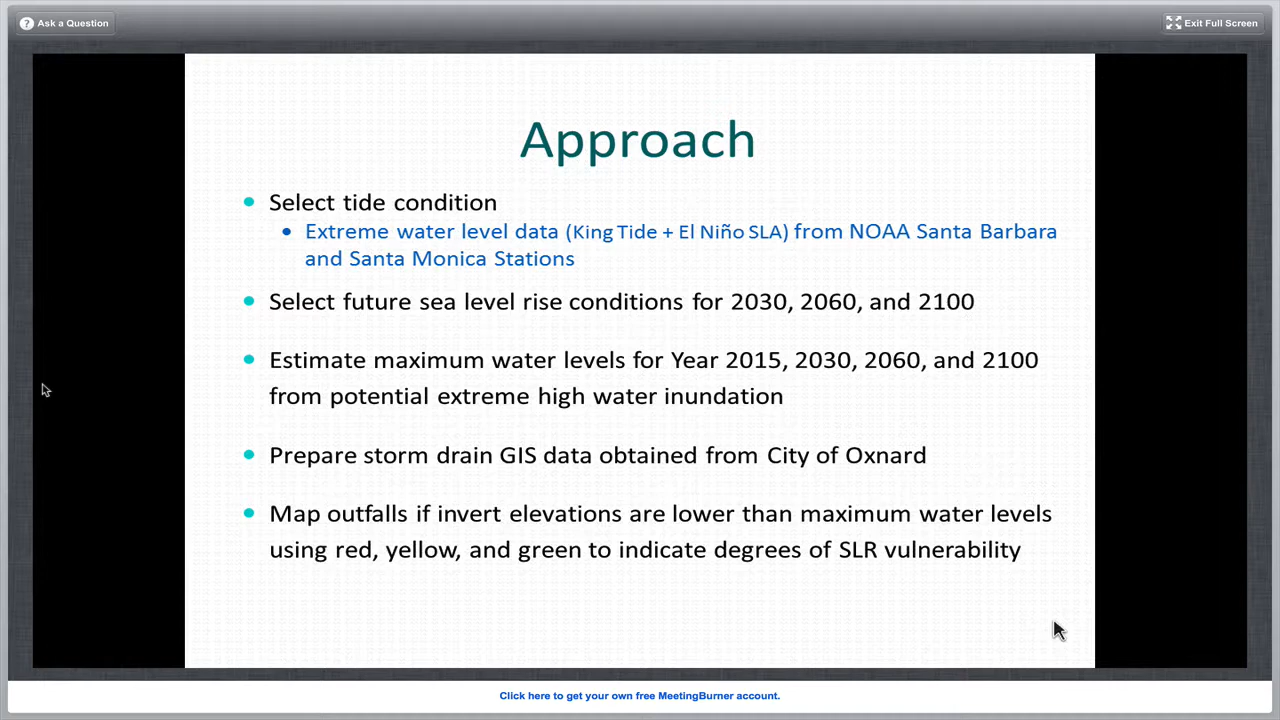 Ask a Question
Exit Full Screen
Approach
Select tide condition
Extreme water level data (King Tide + El Niño SLA) from NOAA Santa Barbara
and Santa Monica Stations
Select future sea level rise conditions for 2030, 2060, and 2100
Estimate maximum water levels for Year 2015, 2030, 2060, and 2100
from potential extreme high water inundation
Prepare storm drain GIS data obtained from City of Oxnard
Map outfalls if invert elevations are lower than maximum water levels
using red, yellow, and green to indicate degrees of SLR vulnerability
Click here to get your own free MeetingBurner account.